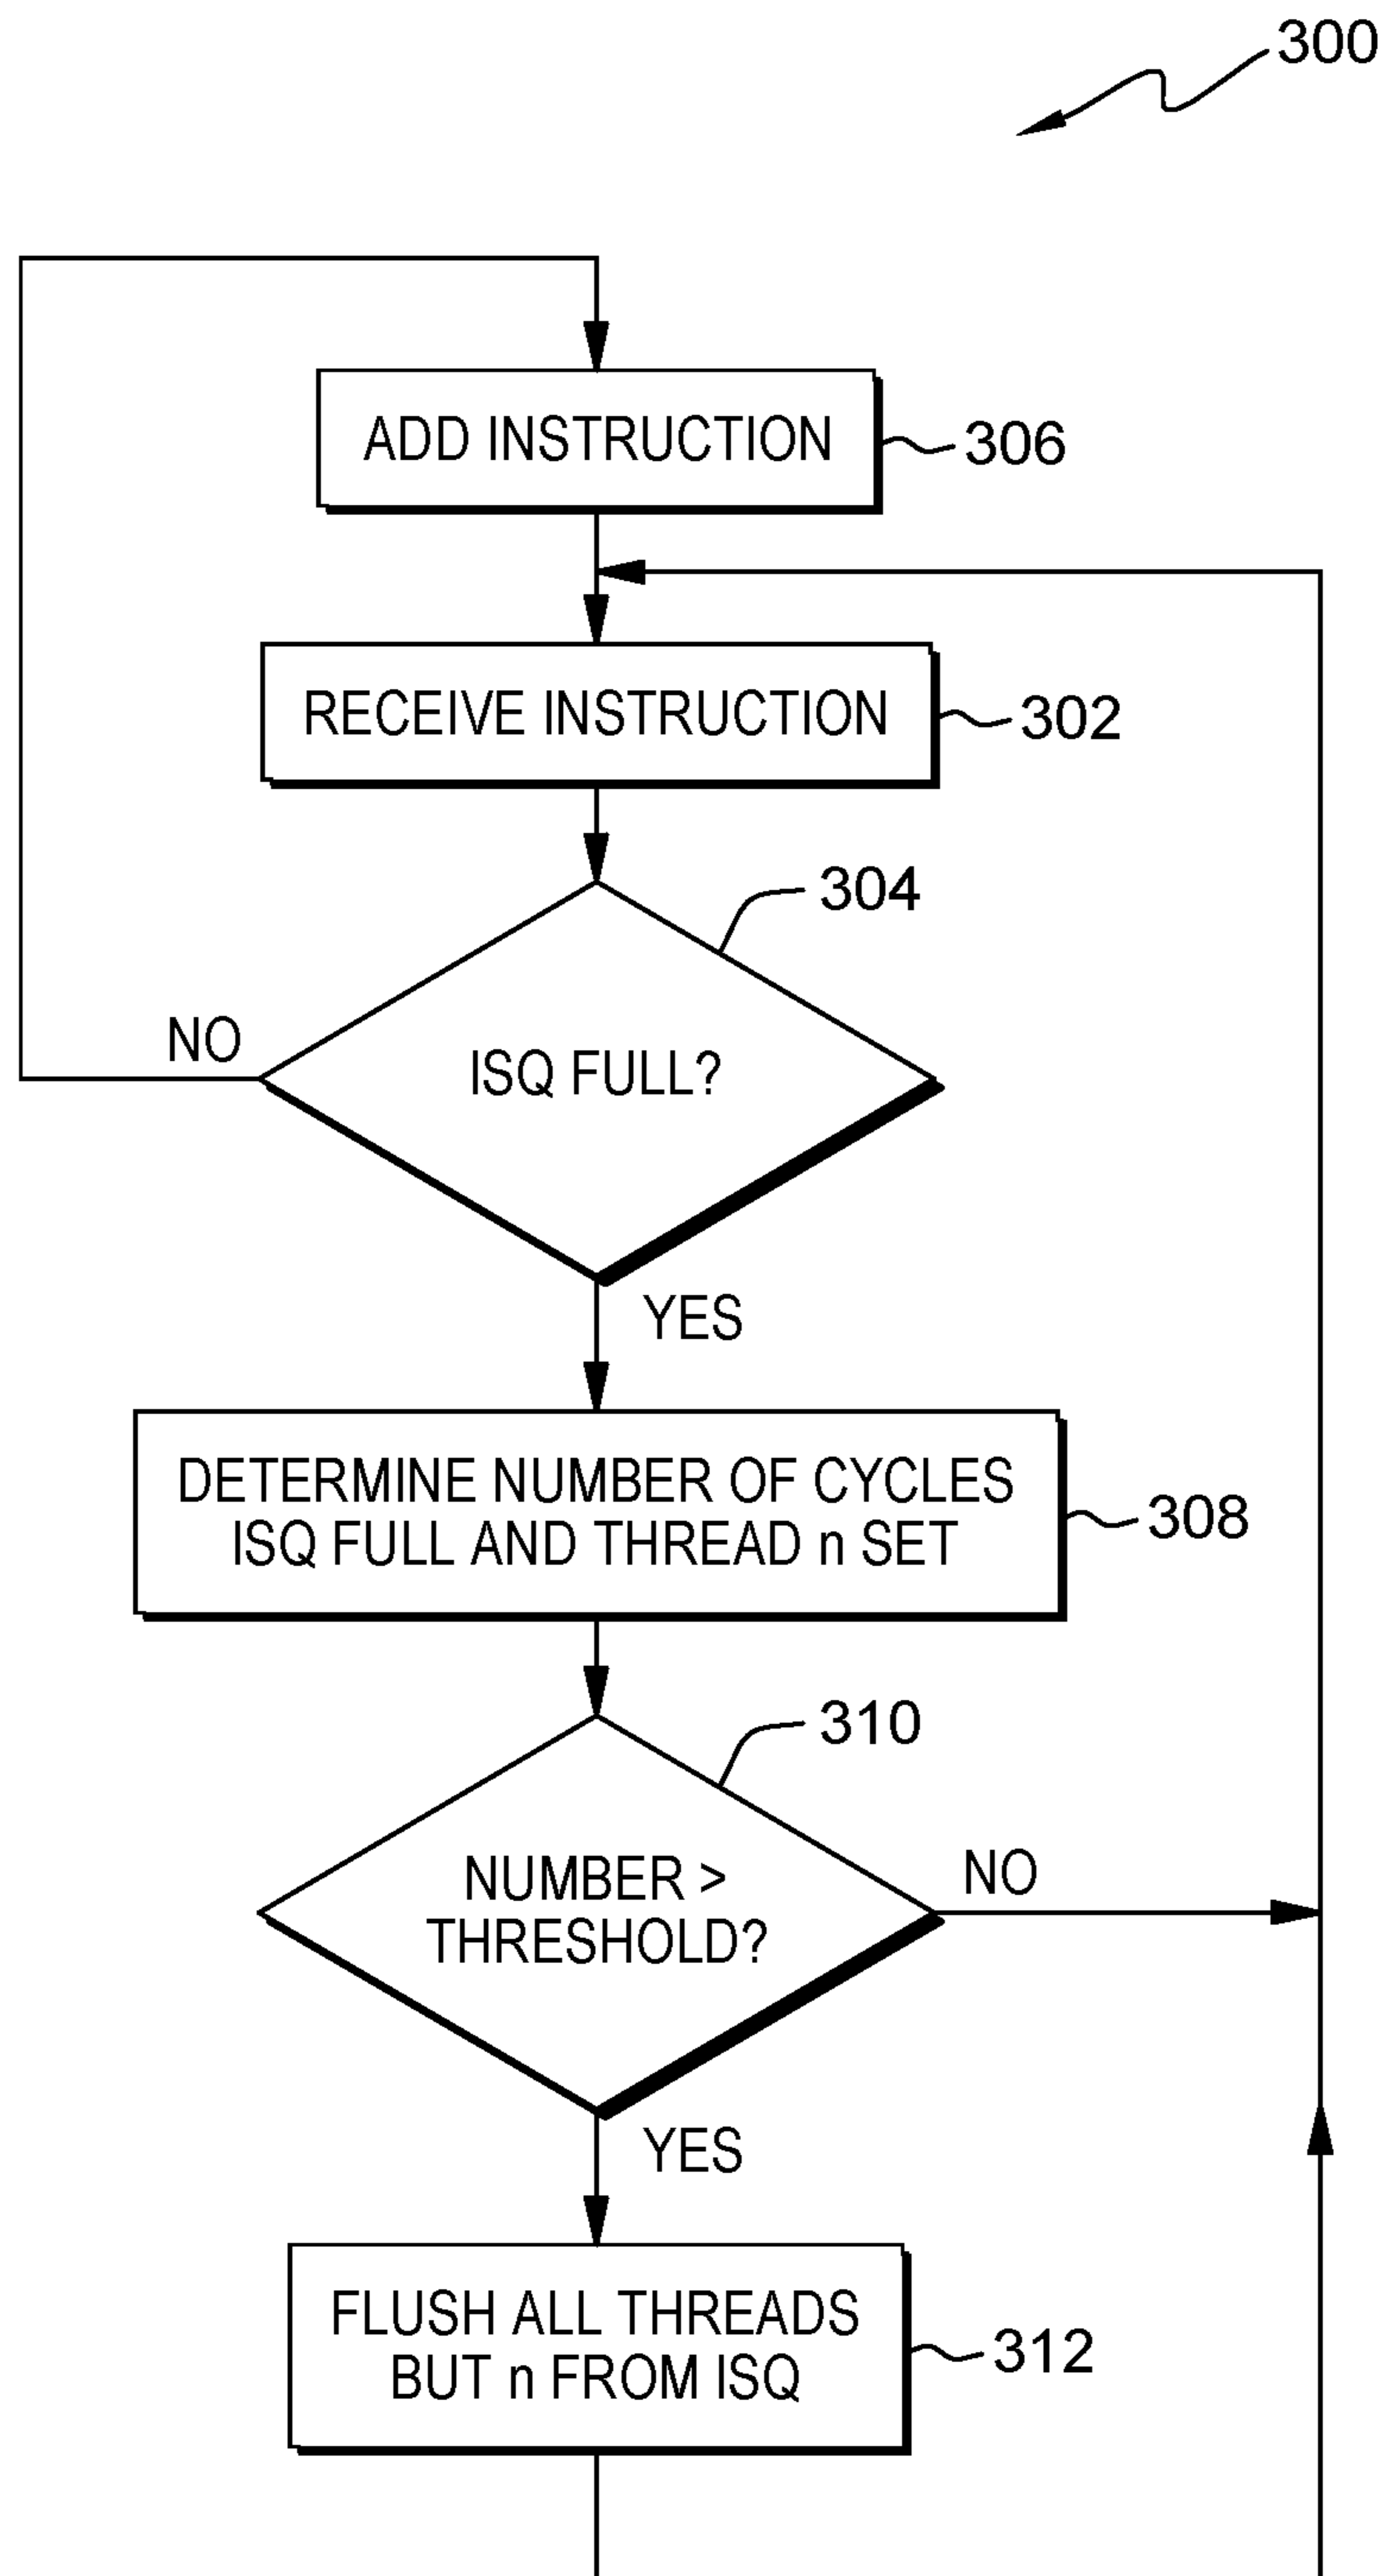 300
ADD INSTRUCTION
306
RECEIVE INSTRUCTION
302
304
ISQ FULL?
NO
YES
DETERMINE NUMBER OF CYCLES
ISQ FULL AND THREAD n SET
308
310
NUMBER >
THRESHOLD?
NO
YES
FLUSH ALL THREADS
BUT n FROM ISQ
312